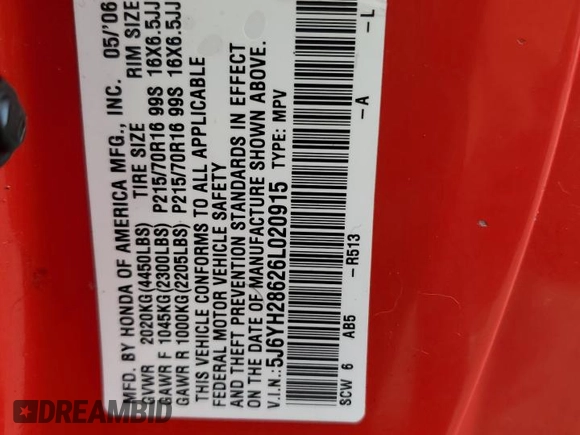 MFD. BY HONDA OF AMERICA MFG., INC. 05/'06
GVWR 2020KG(4450LBS) TIRE SIZE RIM SIZE
GAWR F 1045KG(2300LBS) P215/70R16 99S 16X6.5JJ
GAWR R 1000KG(2205LBS) P215/70R16 99S 16X6.5JJ
THIS VEHICLE CONFORMS TO ALL APPLICABLE
FEDERAL MOTOR VEHICLE SAFETY
AND THEFT PREVENTION STANDARDS IN EFFECT
ON THE DATE OF MANUFACTURE SHOWN ABOVE.
V.I.N.: 5J6YH28626L020915 TYPE: MPV
SCW 6 AB5 -R513 -A -L
DREAMBID